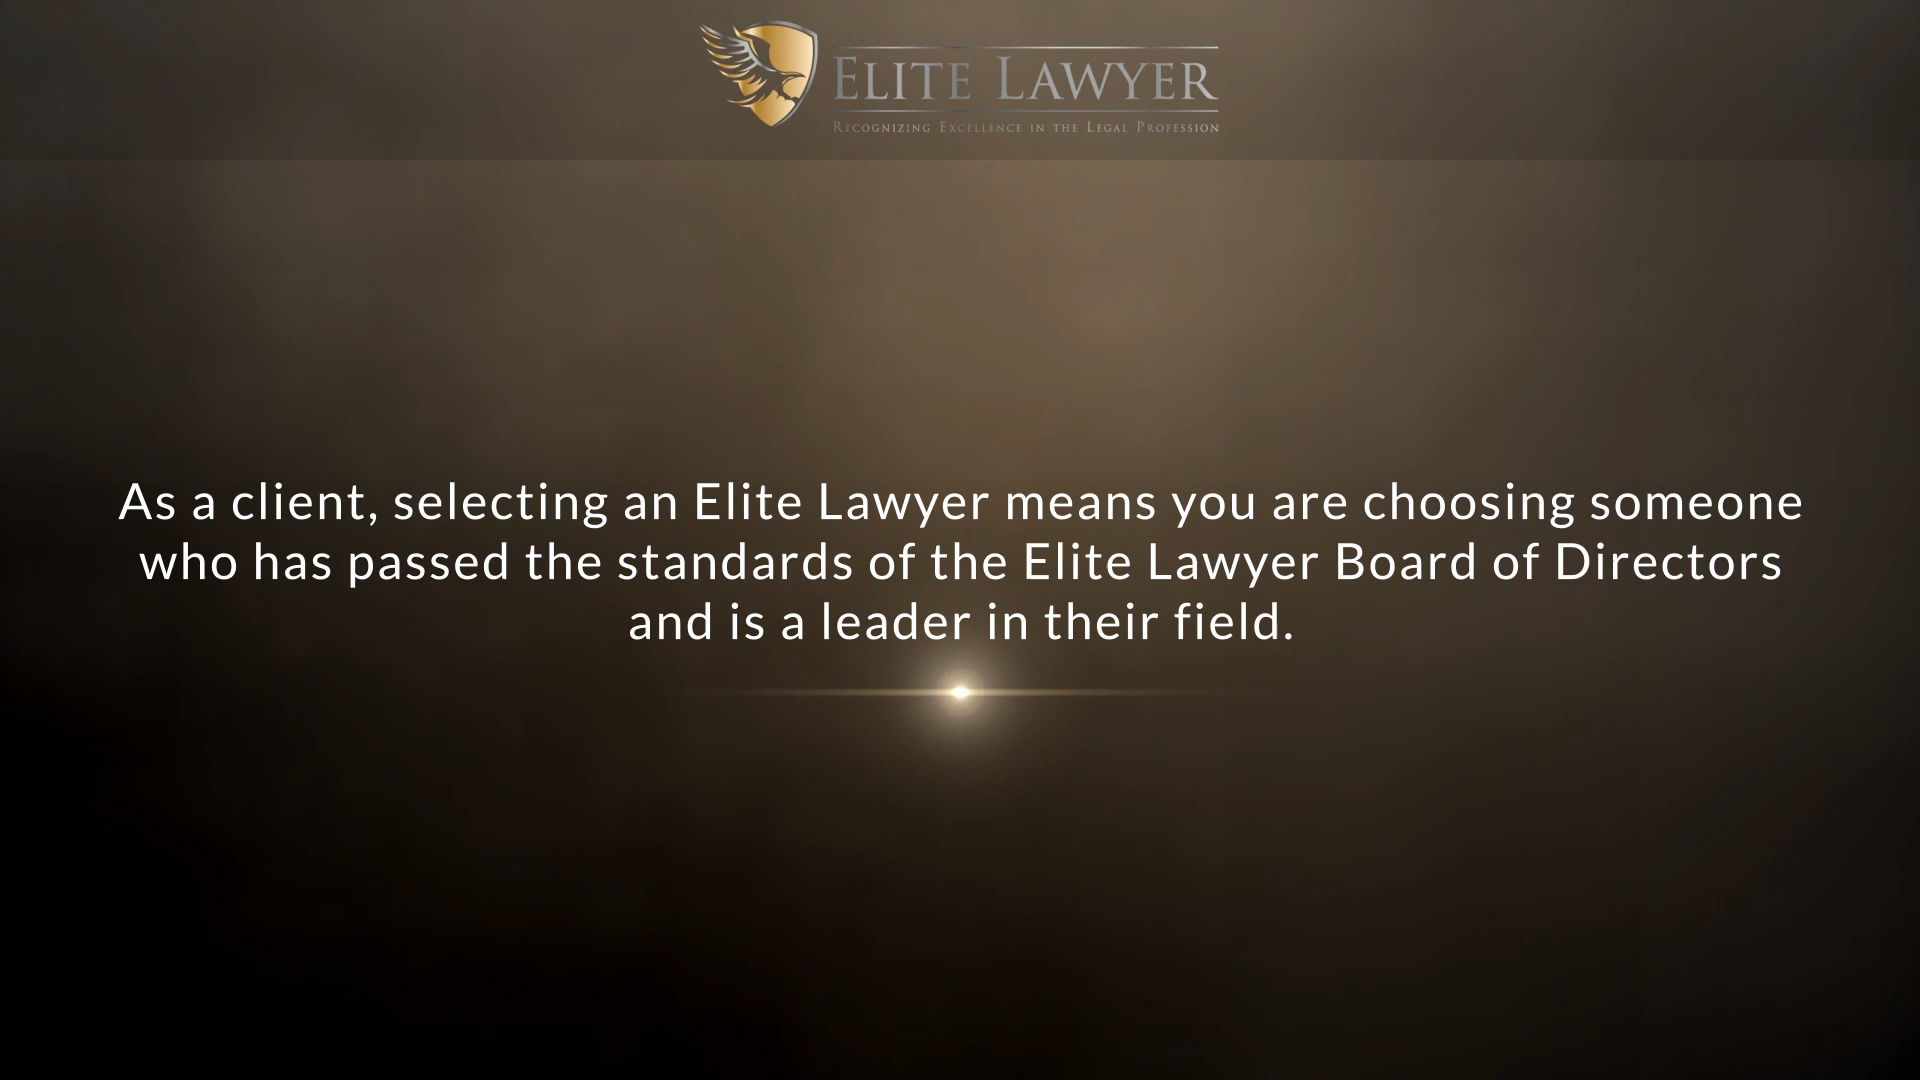 ELITE LAWYER
RECOGNIZING EXCELLENCE IN THE LEGAL PROFESSION
As a client, selecting an Elite Lawyer means you are choosing someone
who has passed the standards of the Elite Lawyer Board of Directors
and is a leader in their field.